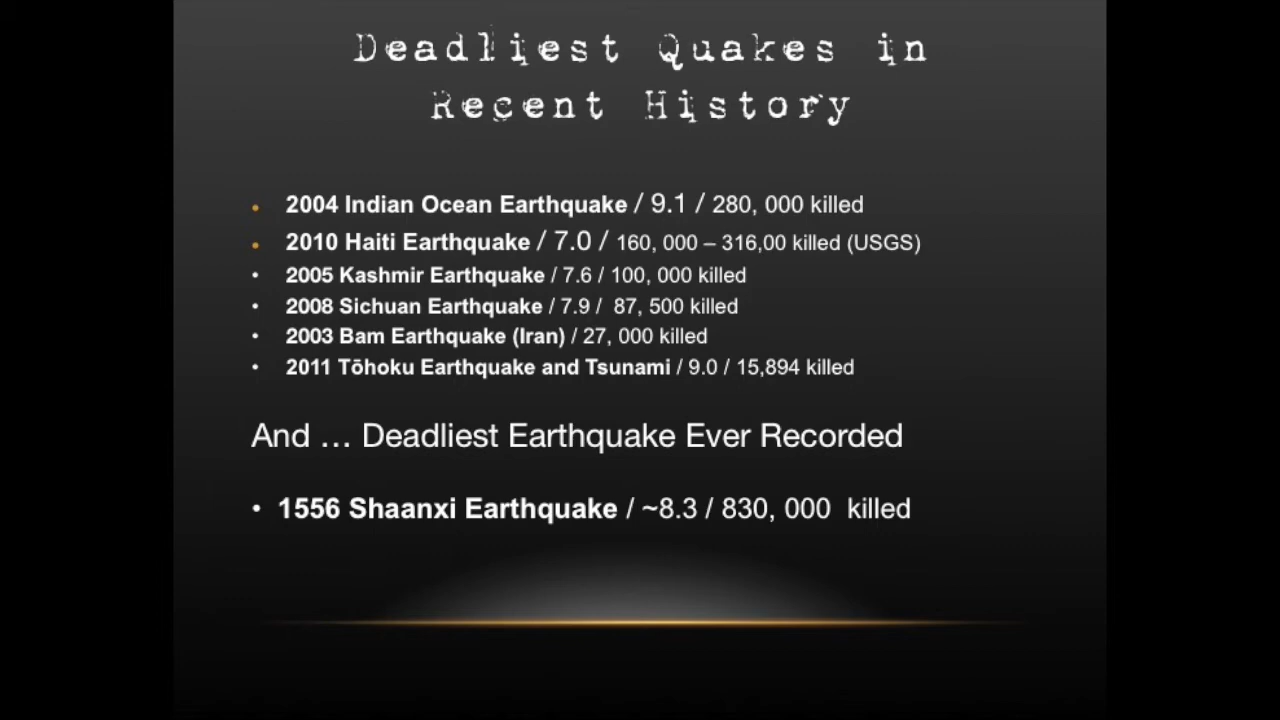 Deadliest Quakes in
Recent History
• 2004 Indian Ocean Earthquake / 9.1 / 280, 000 killed
• 2010 Haiti Earthquake / 7.0 / 160, 000 – 316,00 killed (USGS)
• 2005 Kashmir Earthquake / 7.6 / 100, 000 killed
• 2008 Sichuan Earthquake / 7.9 /  87, 500 killed
• 2003 Bam Earthquake (Iran) / 27, 000 killed
• 2011 Tōhoku Earthquake and Tsunami / 9.0 / 15,894 killed
And … Deadliest Earthquake Ever Recorded
• 1556 Shaanxi Earthquake / ~8.3 / 830, 000  killed